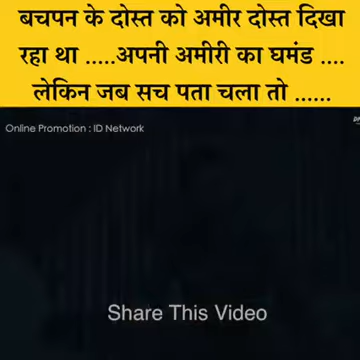 बचपन के दोस्त को अमीर दोस्त दिखा
रहा था .....अपनी अमीरी का घमंड ....
लेकिन जब सच पता चला तो ......
Online Promotion : ID Network
Share This Video